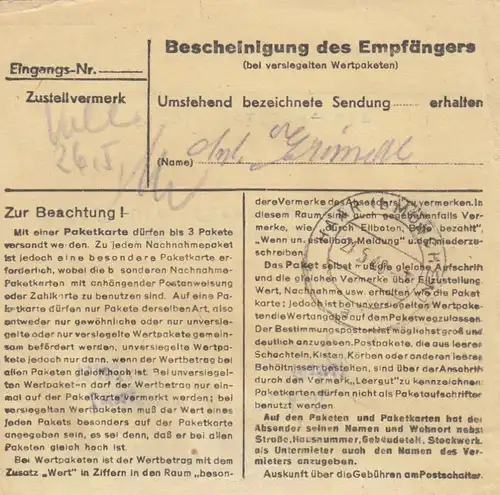 Eingangs-Nr.
Zustellvermerk
26.5
Bescheinigung des Empfängers
(bei versiegelten Wertpaketen)
Umstehend bezeichnete Sendung erhalten
(Name)
Zur Beachtung!
Mit einer Paketkarte dürfen bis 3 Pakete
versandt werden. Zu jedem Nachnahmepaket
ist jedoch eine besondere Paketkarte er-
forderlich, wobei die besonderen Nachnahme-
Paketkarten mit anhängender Postanweisung
oder Zahlkarte zu benutzen sind. Auf eine Pa-
ketkarte dürfen nur Pakete derselben Art, also
entweder nur gewöhnliche oder nur unversie-
gelte oder nur versiegelte Wertpakete gemein-
sam befördert werden, unversiegelte Wertpa-
kete jedoch nur dann, wenn der Wertbetrag bei
allen Paketen gleich hoch ist. Bei unversiegel-
ten Wertpaketen darf der Wertbetrag nur ein-
mal auf der Paketkarte vermerkt werden; bei
versiegelten Wertpaketen muß der Wert eines
jeden Pakets besonders auf der Paketkarte
angegeben sein, es sei denn, daß er bei allen
Paketen gleich hoch ist.
Bei Wertpaketen ist der Wertbetrag mit dem
Zusatz „Wert" in Ziffern in den Raum „beson-
dere Vermerke des Absenders" zu vermerken. In
diesem Raum sind auch gegebenenfalls Ver-
merke, wie „durch Eilboten, Bote bezahlt",
„Wenn unbestellbar, Meldung" u. dgl. niederzu-
schreiben.
Das Paket selbst muß die gleiche Aufschrift
und die gleichen Vermerke über Eilzustellung
Wert, Nachnahme usw. erhalten wie die Paket
karte; jedoch ist bei unversiegelten Wertpake-
ten die Wertangabe auf dem Paket wegzulassen.
Der Bestimmungspostort ist möglichst groß und
deutlich anzugeben. Postpakete, die aus leeren
Schachteln, Kisten, Körben oder anderen leeren
Behältnissen bestehen, sind über der Anschrift
durch den Vermerk „Leergut" zu kennzeichnen
Paketkarten dürfen nicht als Paketaufschriften
benutzt werden
Auf den Paketen und Paketkarten hat der
Absender seinen Namen und Wohnort nebst
Straße, Hausnummer, Gebäudeteil, Stockwerk,
als Untermieter auch den Namen des Ver-
mieters anzugeben.
Auskunft über die Gebühren am Postschalter.